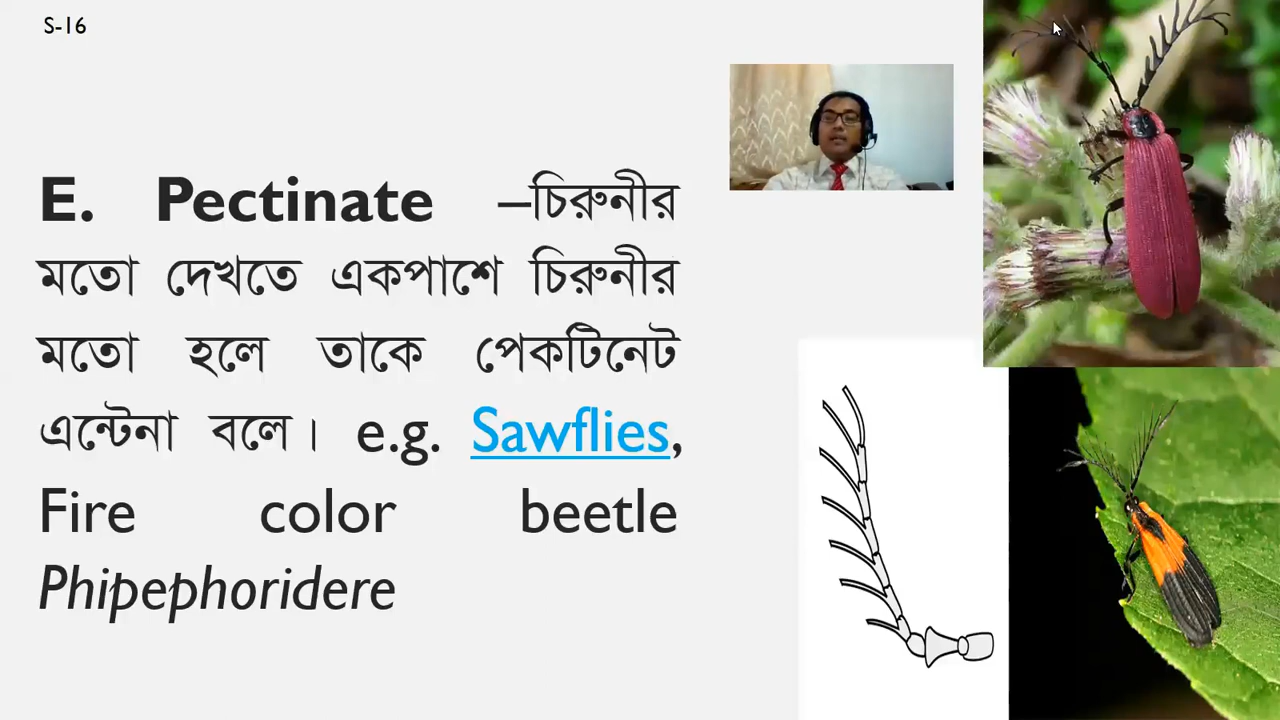 S-16
E. Pectinate –চিরুনীর
মতো দেখতে একপাশে চিরুনীর
মতো হলে তাকে পেকটিনেট
এন্টেনা বলে। e.g. Sawflies,
Fire color beetle
Phipephoridere